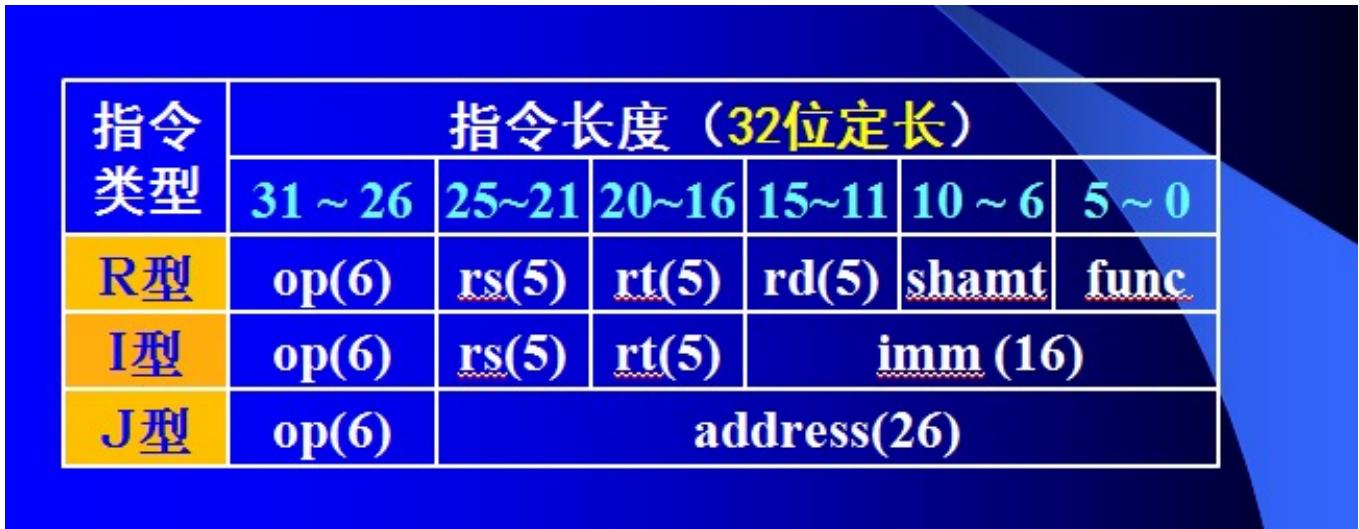 指令类型 指令长度（32位定长）
31 ~ 26 25~21 20~16 15~11 10 ~ 6 5 ~ 0
R型 op(6) rs(5) rt(5) rd(5) shamt func
I型 op(6) rs(5) rt(5) imm (16)
J型 op(6) address(26)